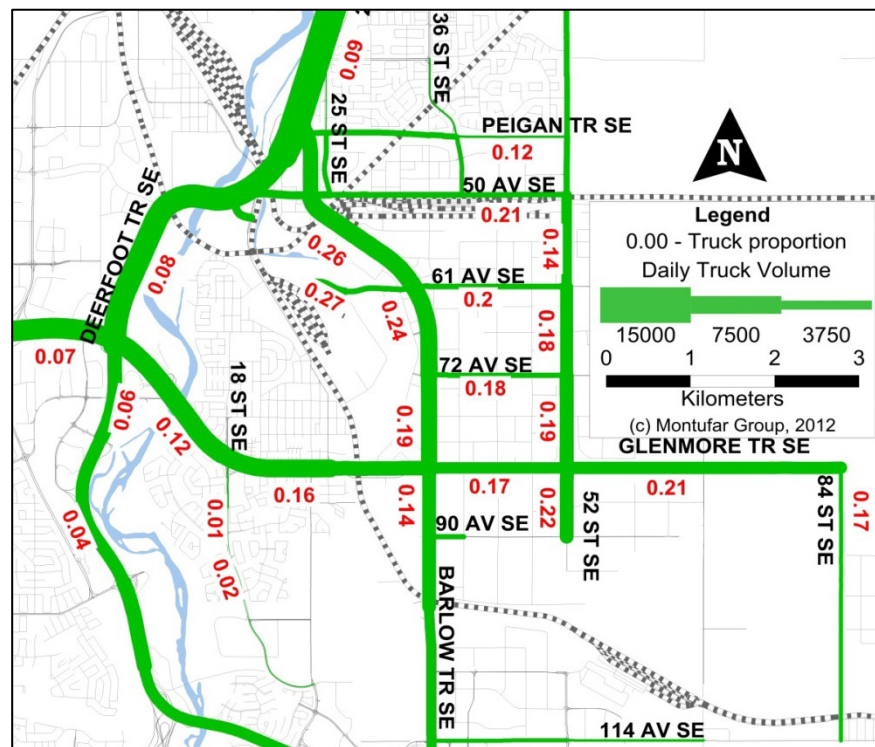 36 ST SE
0.09
25 ST SE
PEIGAN TR SE
0.12
N
50 AV SE
0.21
Legend
0.00 - Truck proportion
Daily Truck Volume
15000 7500 3750
0 1 2 3
Kilometers
(c) Montufar Group, 2012
0.26
0.14
DEERFOOT TR SE
0.08
61 AV SE
0.27
0.2
0.24
0.18
0.07
72 AV SE
0.18
18 ST SE
0.06
0.12
0.19
0.19
GLENMORE TR SE
0.16
0.17
0.21
0.14
0.22
52 ST SE
84 ST SE
0.17
0.04
0.01
90 AV SE
0.02
BARLOW TR SE
114 AV SE